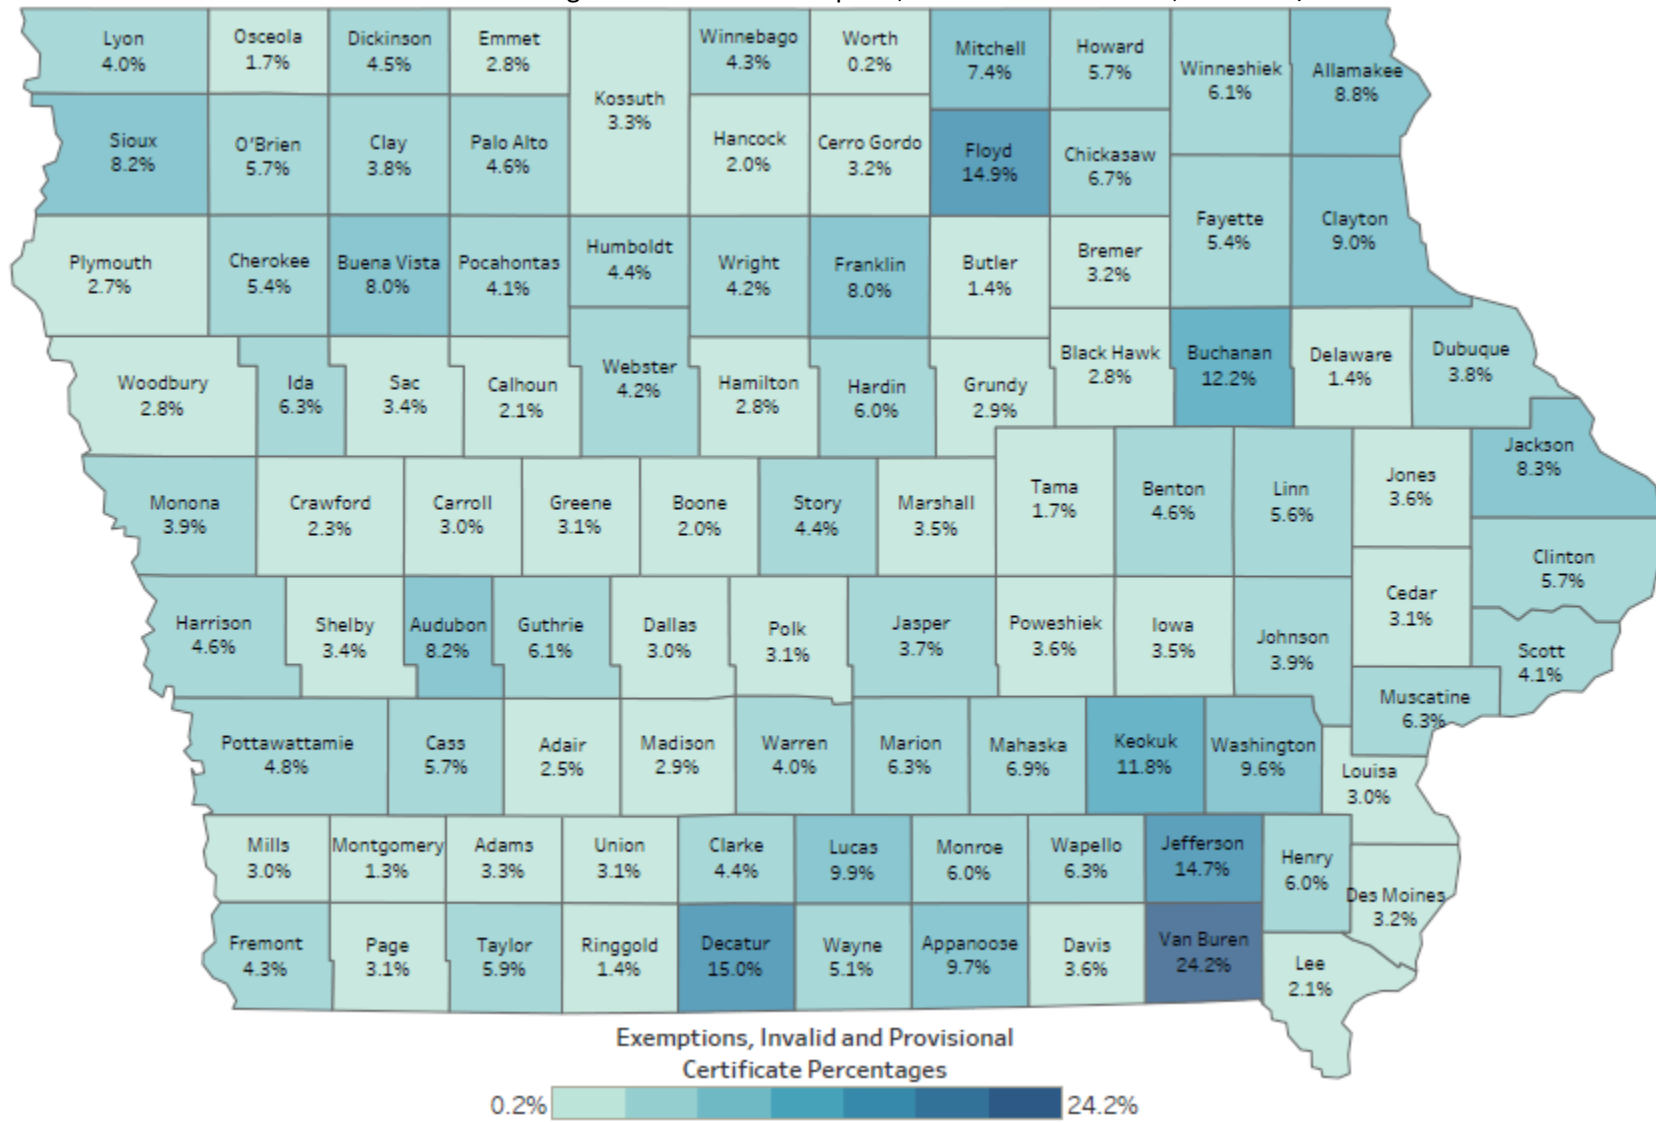 Lyon
4.0%
Osceola
1.7%
Dickinson
4.5%
Emmet
2.8%
Kossuth
3.3%
Winnebago
4.3%
Worth
0.2%
Mitchell
7.4%
Howard
5.7%
Winneshiek
6.1%
Allamakee
8.8%
Sioux
8.2%
O'Brien
5.7%
Clay
3.8%
Palo Alto
4.6%
Hancock
2.0%
Cerro Gordo
3.2%
Floyd
14.9%
Chickasaw
6.7%
Fayette
5.4%
Clayton
9.0%
Plymouth
2.7%
Cherokee
5.4%
Buena Vista
8.0%
Pocahontas
4.1%
Humboldt
4.4%
Wright
4.2%
Franklin
8.0%
Butler
1.4%
Bremer
3.2%
Woodbury
2.8%
Ida
6.3%
Sac
3.4%
Calhoun
2.1%
Webster
4.2%
Hamilton
2.8%
Hardin
6.0%
Grundy
2.9%
Black Hawk
2.8%
Buchanan
12.2%
Delaware
1.4%
Dubuque
3.8%
Jackson
8.3%
Monona
3.9%
Crawford
2.3%
Carroll
3.0%
Greene
3.1%
Boone
2.0%
Story
4.4%
Marshall
3.5%
Tama
1.7%
Benton
4.6%
Linn
5.6%
Jones
3.6%
Clinton
5.7%
Harrison
4.6%
Shelby
3.4%
Audubon
8.2%
Guthrie
6.1%
Dallas
3.0%
Polk
3.1%
Jasper
3.7%
Poweshiek
3.6%
Iowa
3.5%
Johnson
3.9%
Cedar
3.1%
Scott
4.1%
Muscatine
6.3%
Pottawattamie
4.8%
Cass
5.7%
Adair
2.5%
Madison
2.9%
Warren
4.0%
Marion
6.3%
Mahaska
6.9%
Keokuk
11.8%
Washington
9.6%
Louisa
3.0%
Mills
3.0%
Montgomery
1.3%
Adams
3.3%
Union
3.1%
Clarke
4.4%
Lucas
9.9%
Monroe
6.0%
Wapello
6.3%
Jefferson
14.7%
Henry
6.0%
Des Moines
3.2%
Fremont
4.3%
Page
3.1%
Taylor
5.9%
Ringgold
1.4%
Decatur
15.0%
Wayne
5.1%
Appanoose
9.7%
Davis
3.6%
Van Buren
24.2%
Lee
2.1%
Exemptions, Invalid and Provisional
Certificate Percentages
0.2%
24.2%